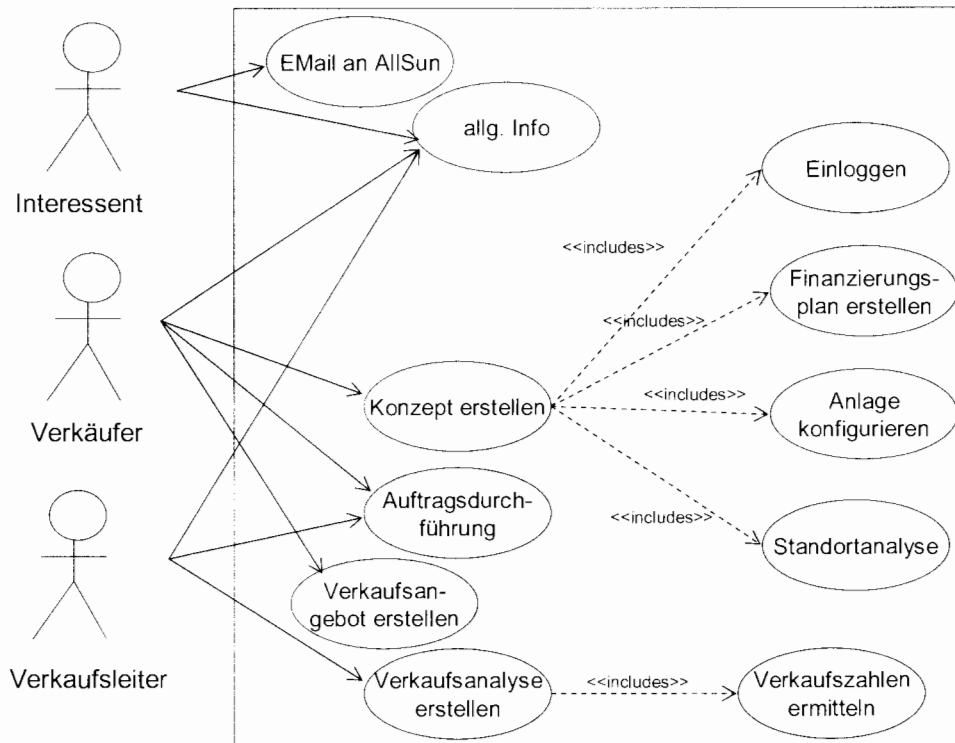 EMail an AllSun
allg. Info
Interessent
Einloggen
<<includes>>
Finanzierungs-
plan erstellen
<<includes>>
Verkäufer
Konzept erstellen
<<includes>>
Anlage
konfigurieren
Auftragsdurch-
führung
<<includes>>
Standortanalyse
Verkaufsan-
gebot erstellen
Verkaufsleiter
Verkaufsanalyse
erstellen
<<includes>>
Verkaufszahlen
ermitteln